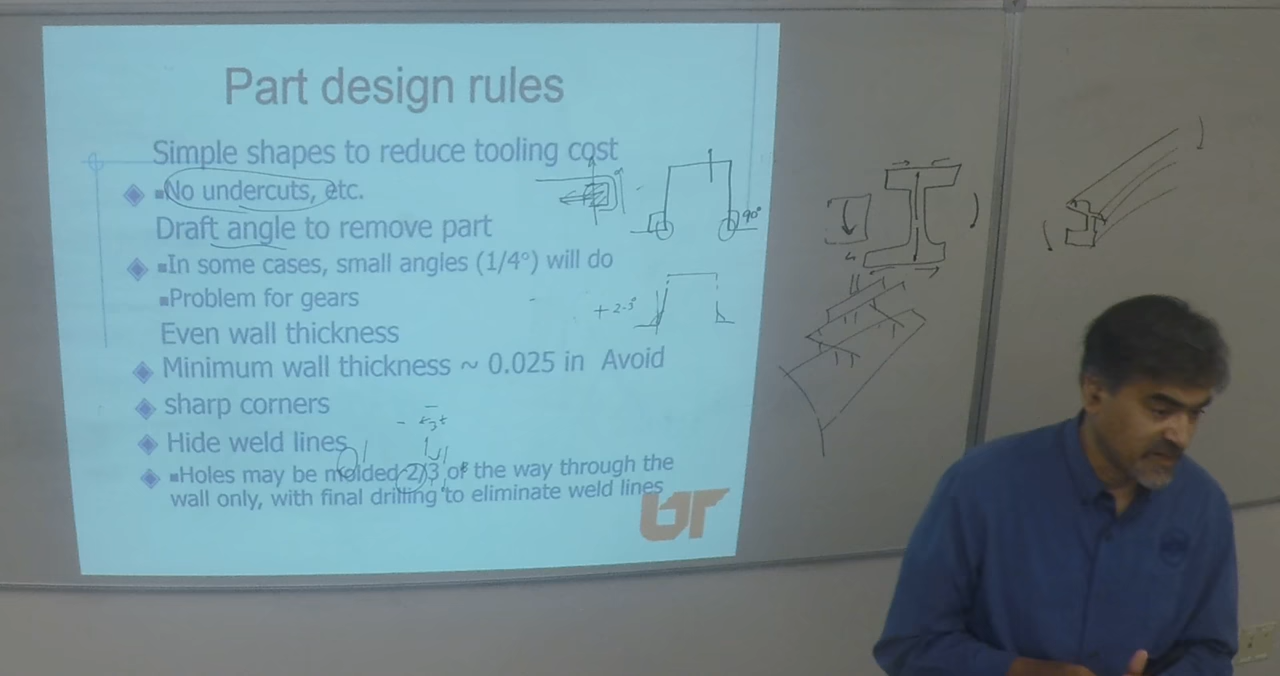 Part design rules
Simple shapes to reduce tooling cost
No undercuts, etc.
Draft angle to remove part
In some cases, small angles (1/4°) will do
Problem for gears
Even wall thickness
Minimum wall thickness ~ 0.025 in Avoid
sharp corners
Hide weld lines
Holes may be molded 2/3 of the way through the
wall only, with final drilling to eliminate weld lines
UT
90°